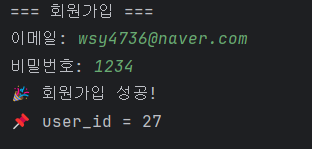 === 회원가입 ===
이메일: wsy4736@naver.com
비밀번호: 1234
🎉 회원가입 성공!
📌 user_id = 27